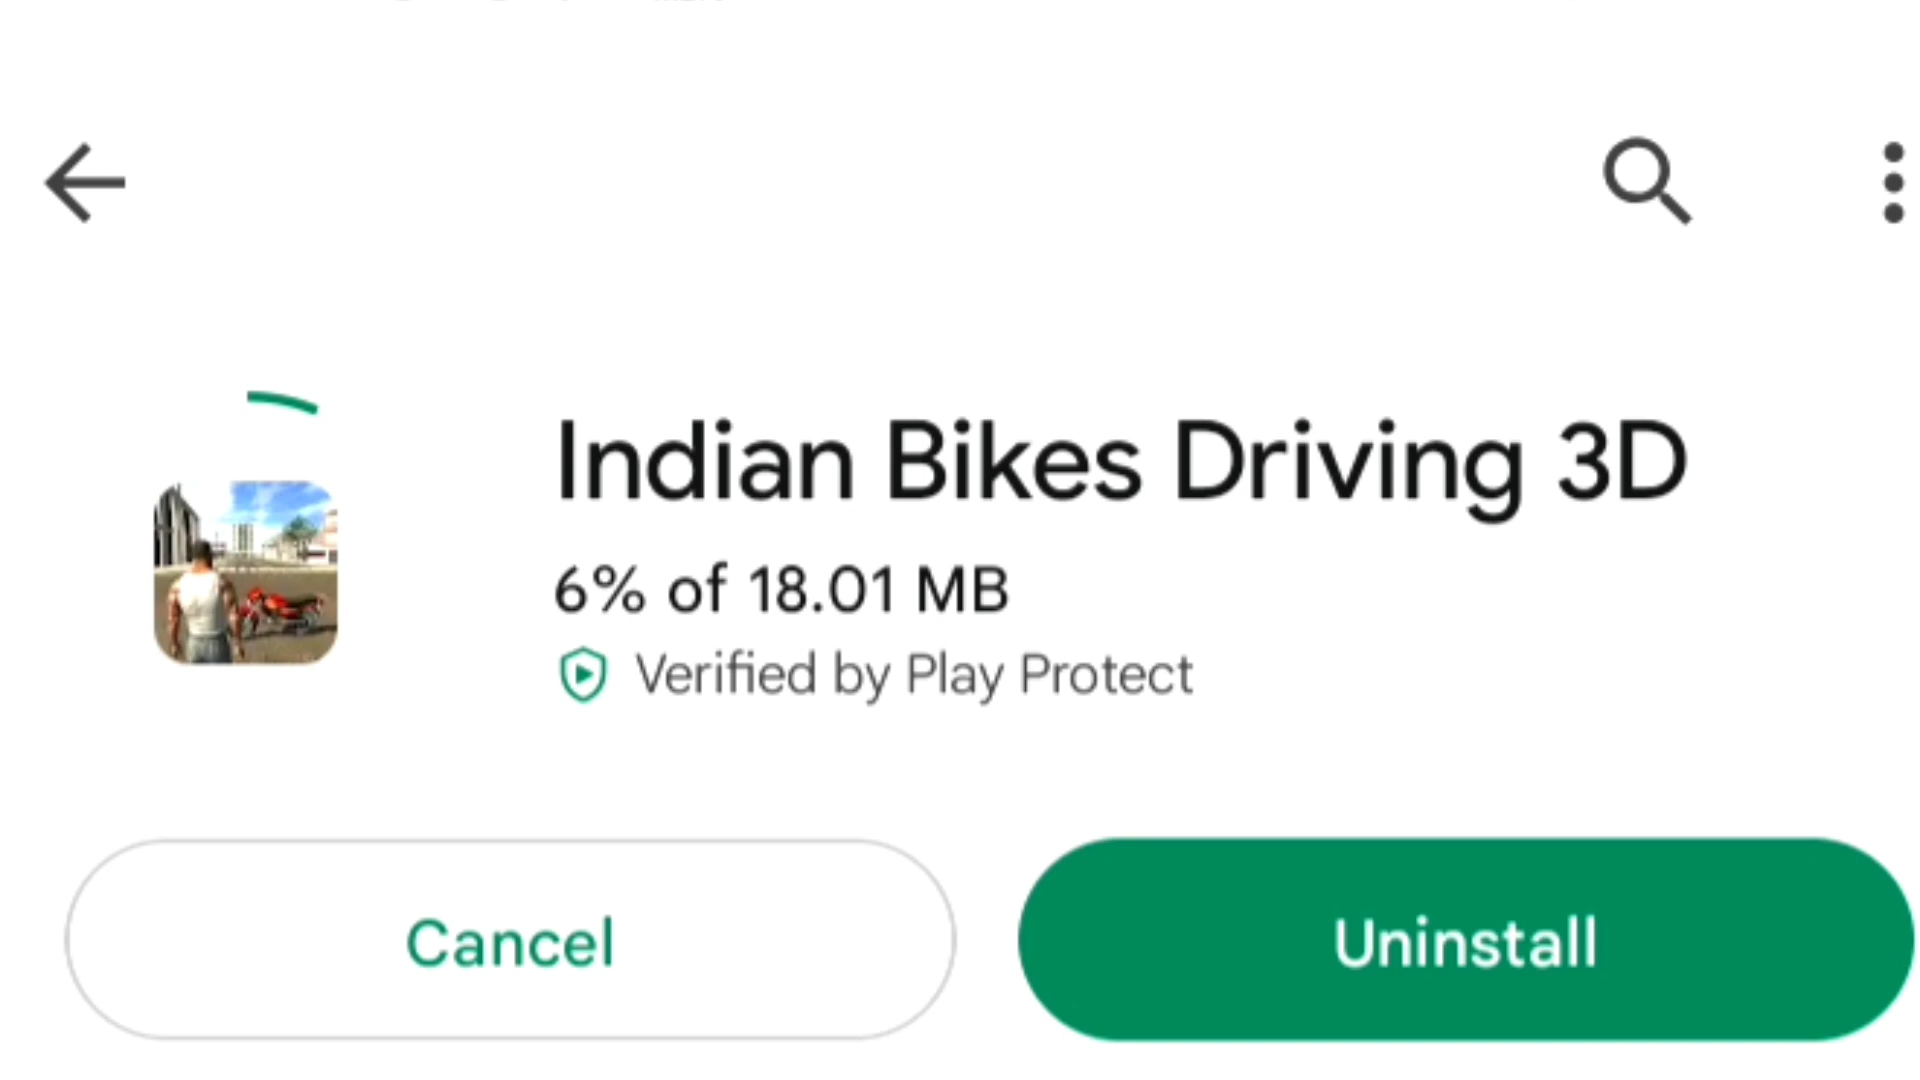 Indian Bikes Driving 3D
6% of 18.01 MB
Verified by Play Protect
Cancel
Uninstall